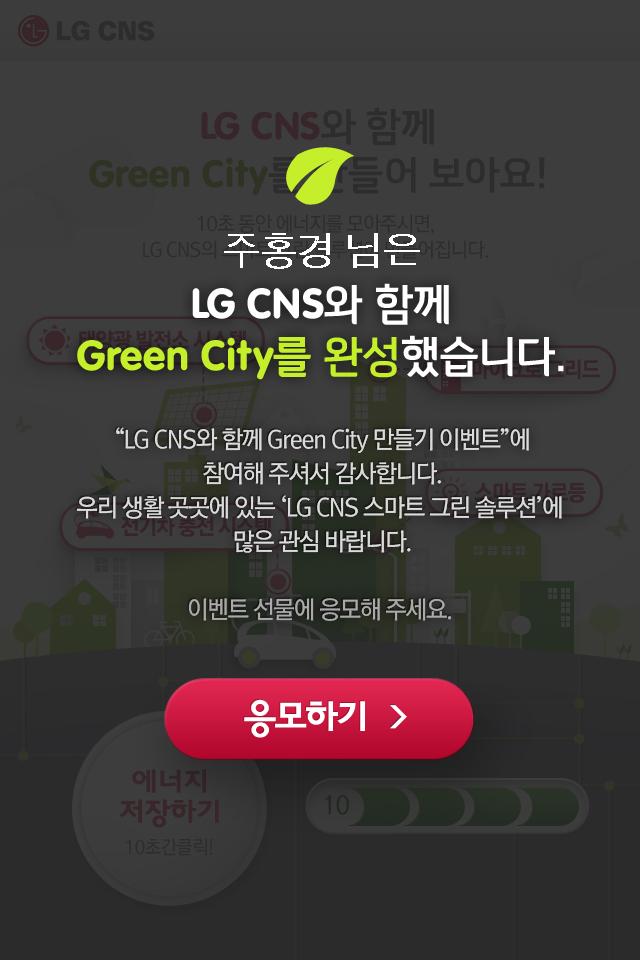 LG CNS
LG CNS와 함께
Green City를 만들어 보아요!
10초 동안 에너지를 모아주시면,
LG CNS의
주홍경 님은
LG CNS와 함께
Green City를 완성했습니다.
태양광 발전소 시스템
“LG CNS와 함께 Green City 만들기 이벤트”에
참여해 주셔서 감사합니다.
우리 생활 곳곳에 있는 ‘LG CNS 스마트 그린 솔루션’에
많은 관심 바랍니다.
스마트 가로등
전기차 충전 시스템
이벤트 선물에 응모해 주세요.
응모하기 >
에너지
저장하기
10초간클릭!
10